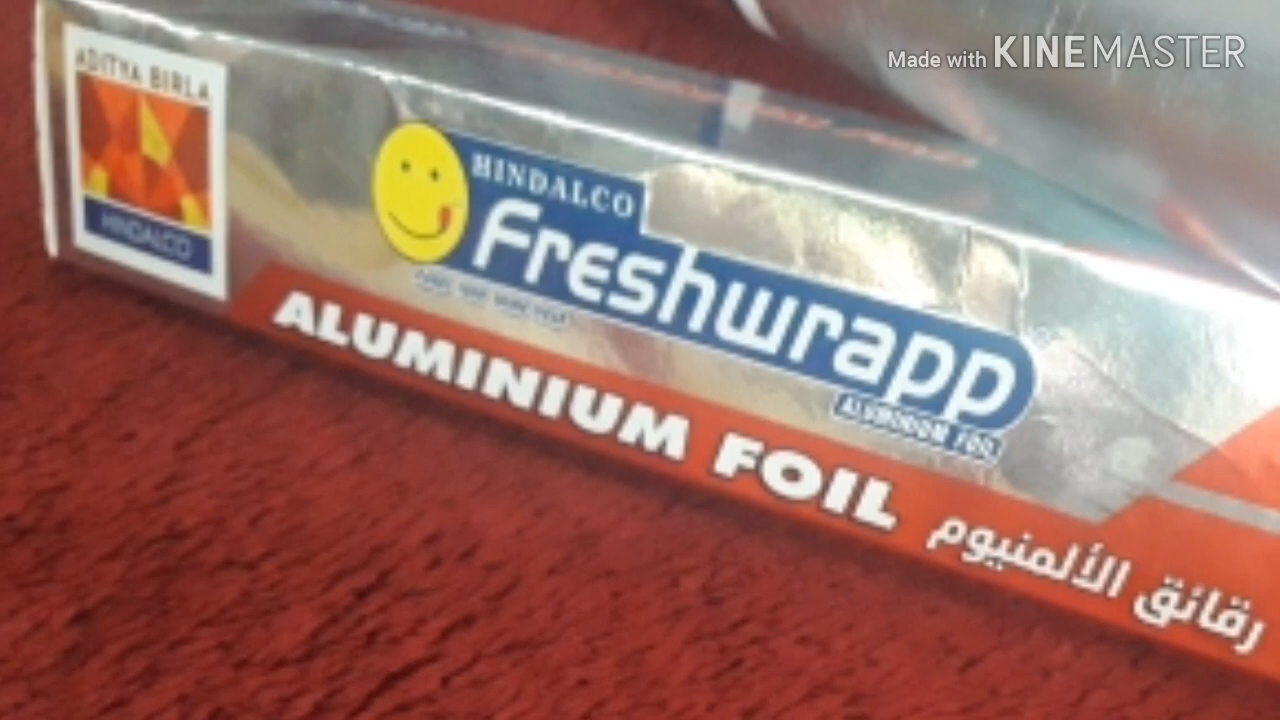 Made with KINEMASTER
ADITYA BIRLA
HINDALCO
HINDALCO
Freshwrapp
ALUMINIUM FOIL
ALUMINIUM FOIL
رقائق الألمنيوم